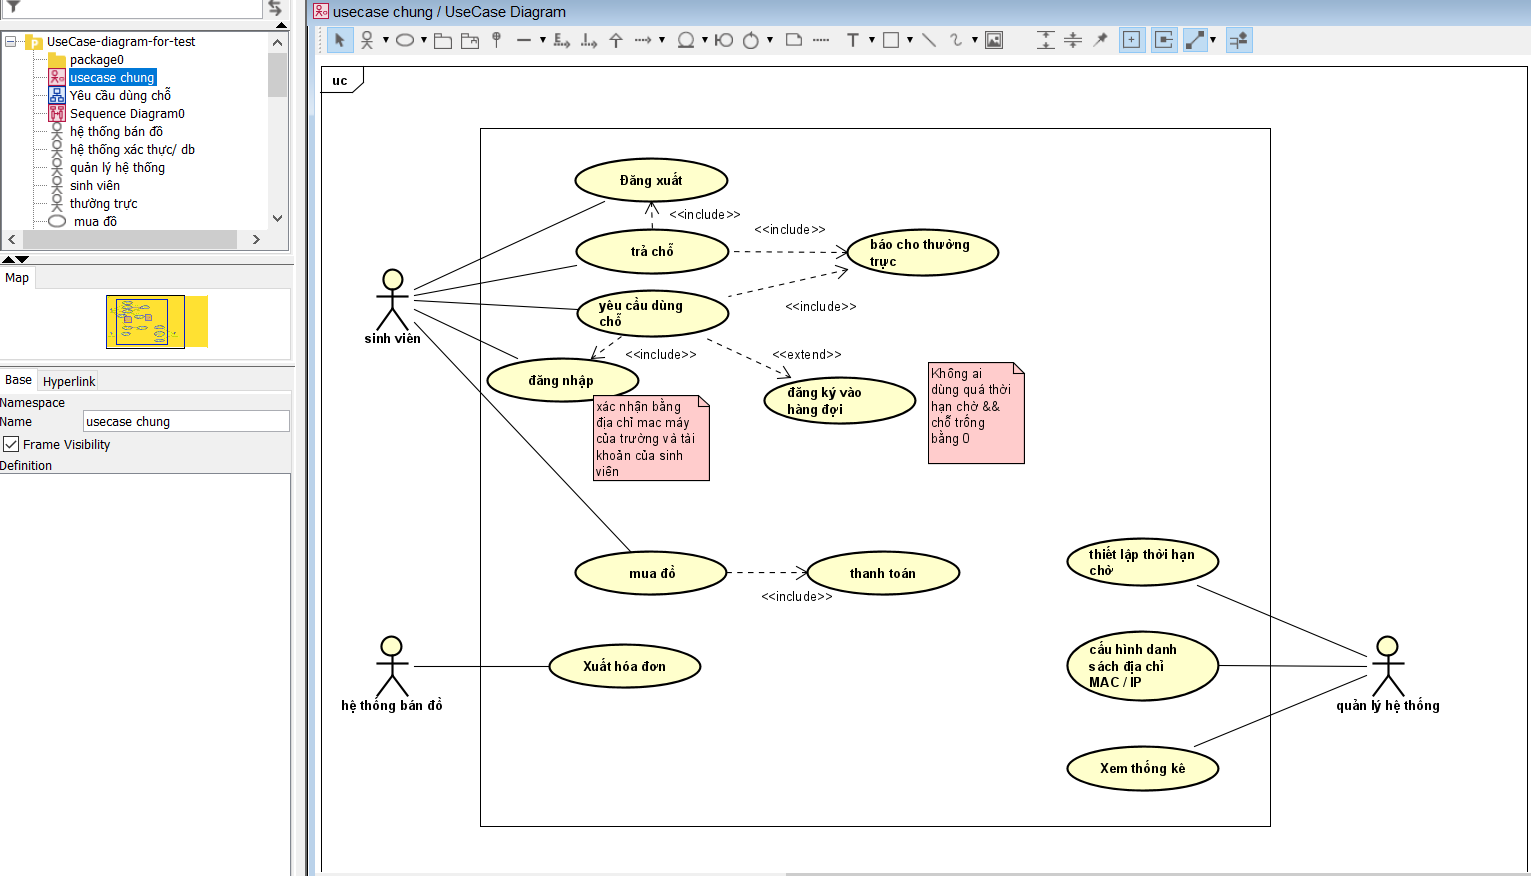 usecase chung / UseCase Diagram
UseCase-diagram-for-test
package0
usecase chung
Yêu cầu dùng chỗ
Sequence Diagram0
hệ thống bán đồ
hệ thống xác thực/ db
quản lý hệ thống
sinh viên
thường trực
mua đồ
Map
Base
Hyperlink
Namespace
Name
usecase chung
Frame Visibility
Definition
uc
Đăng xuất
<<include>>
trả chỗ
<<include>>
báo cho thường
trực
sinh viên
yêu cầu dùng
chỗ
<<include>>
<<include>>
<<extend>>
đăng nhập
đăng ký vào
hàng đợi
Không ai
dùng quá thời
hạn chờ &&
chỗ trống
bằng 0
xác nhận bằng
địa chỉ mac máy
của trường và tài
khoản của sinh
viên
mua đồ
<<include>>
thanh toán
thiết lập thời hạn
chờ
hệ thống bán đồ
Xuất hóa đơn
cấu hình danh
sách địa chỉ
MAC / IP
quản lý hệ thống
Xem thống kê